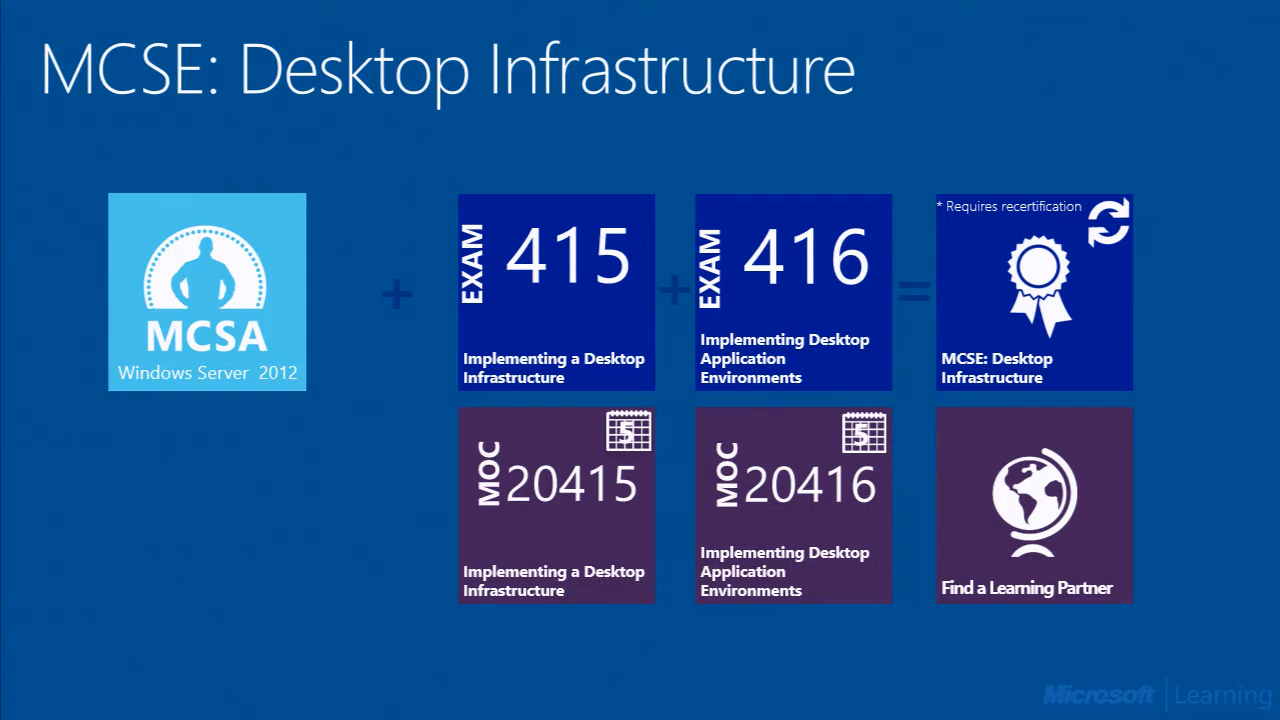 MCSE: Desktop Infrastructure
MCSA
Windows Server 2012
+
EXAM
415
Implementing a Desktop
Infrastructure
+
EXAM
416
Implementing Desktop
Application
Environments
=
* Requires recertification
MCSE: Desktop
Infrastructure
MOC
20415
5
Implementing a Desktop
Infrastructure
MOC
20416
5
Implementing Desktop
Application
Environments
Find a Learning Partner
Microsoft | Learning